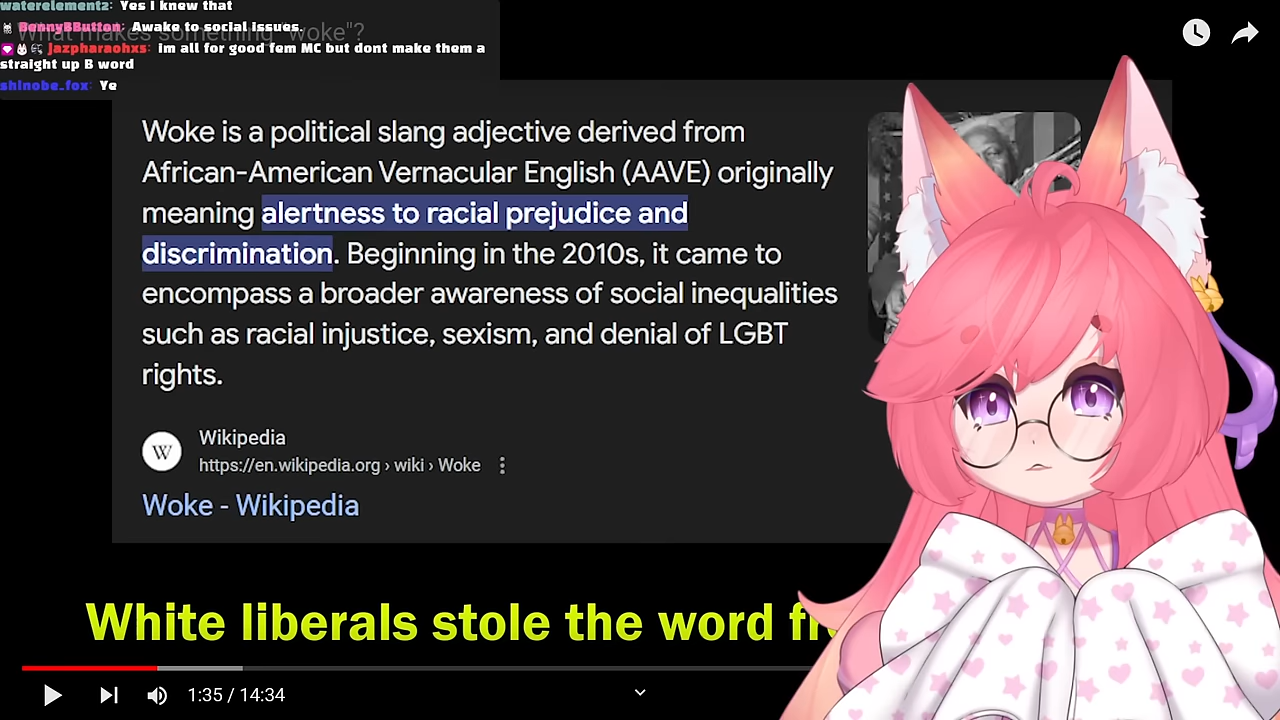 waterelement2: Yes I knew that
What makes something "woke"?
BennyBButton: Awake to social issues.
jazpharaohxs: im all for good fem MC but dont make them a
straight up B word
shinobe_fox: Ye
Woke is a political slang adjective derived from
African-American Vernacular English (AAVE) originally
meaning alertness to racial prejudice and
discrimination. Beginning in the 2010s, it came to
encompass a broader awareness of social inequalities
such as racial injustice, sexism, and denial of LGBT
rights.
W
Wikipedia
https://en.wikipedia.org › wiki › Woke
Woke - Wikipedia
White liberals stole the word
1:35 / 14:34